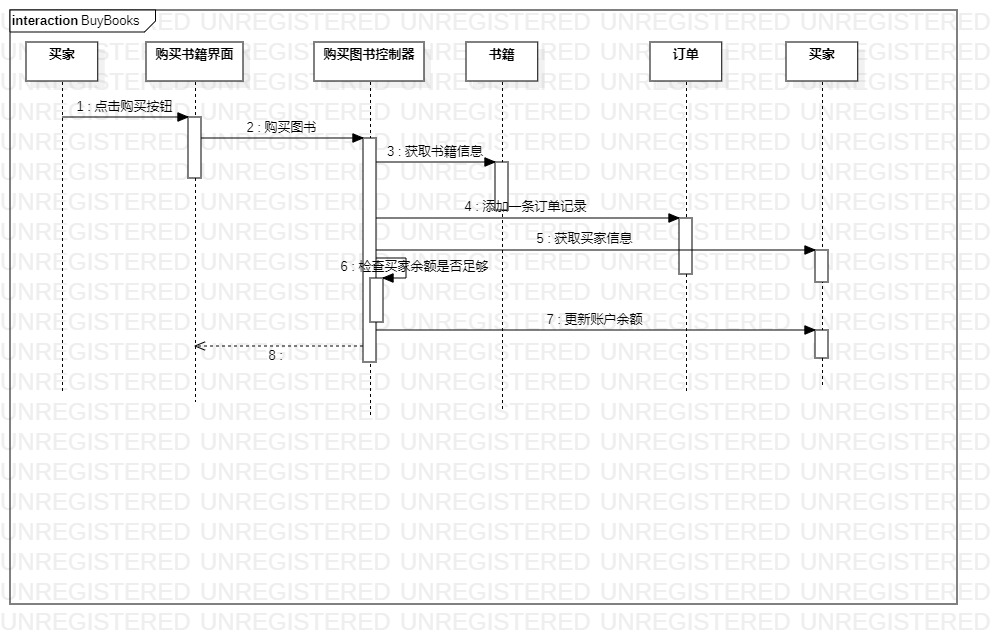 interaction BuyBooks
买家 购买书籍界面 购买图书控制器 书籍 订单 买家
1 : 点击购买按钮
2 : 购买图书
3 : 获取书籍信息
4 : 添加一条订单记录
5 : 获取买家信息
6 : 检查买家余额是否足够
7 : 更新账户余额
8 :
UNREGISTERED UNREGISTERED UNREGISTERED UNREGISTERED UNREGISTERED